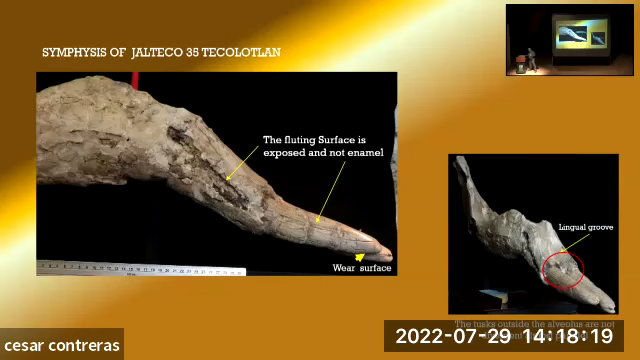 SYMPHYSIS OF JALTECO 35 TECOLOTLAN
The fluting Surface is
exposed and not enamel
Wear surface
Lingual groove
The tusks outside the alveolus are not
cesar contreras
2022-07-29 14:18:19